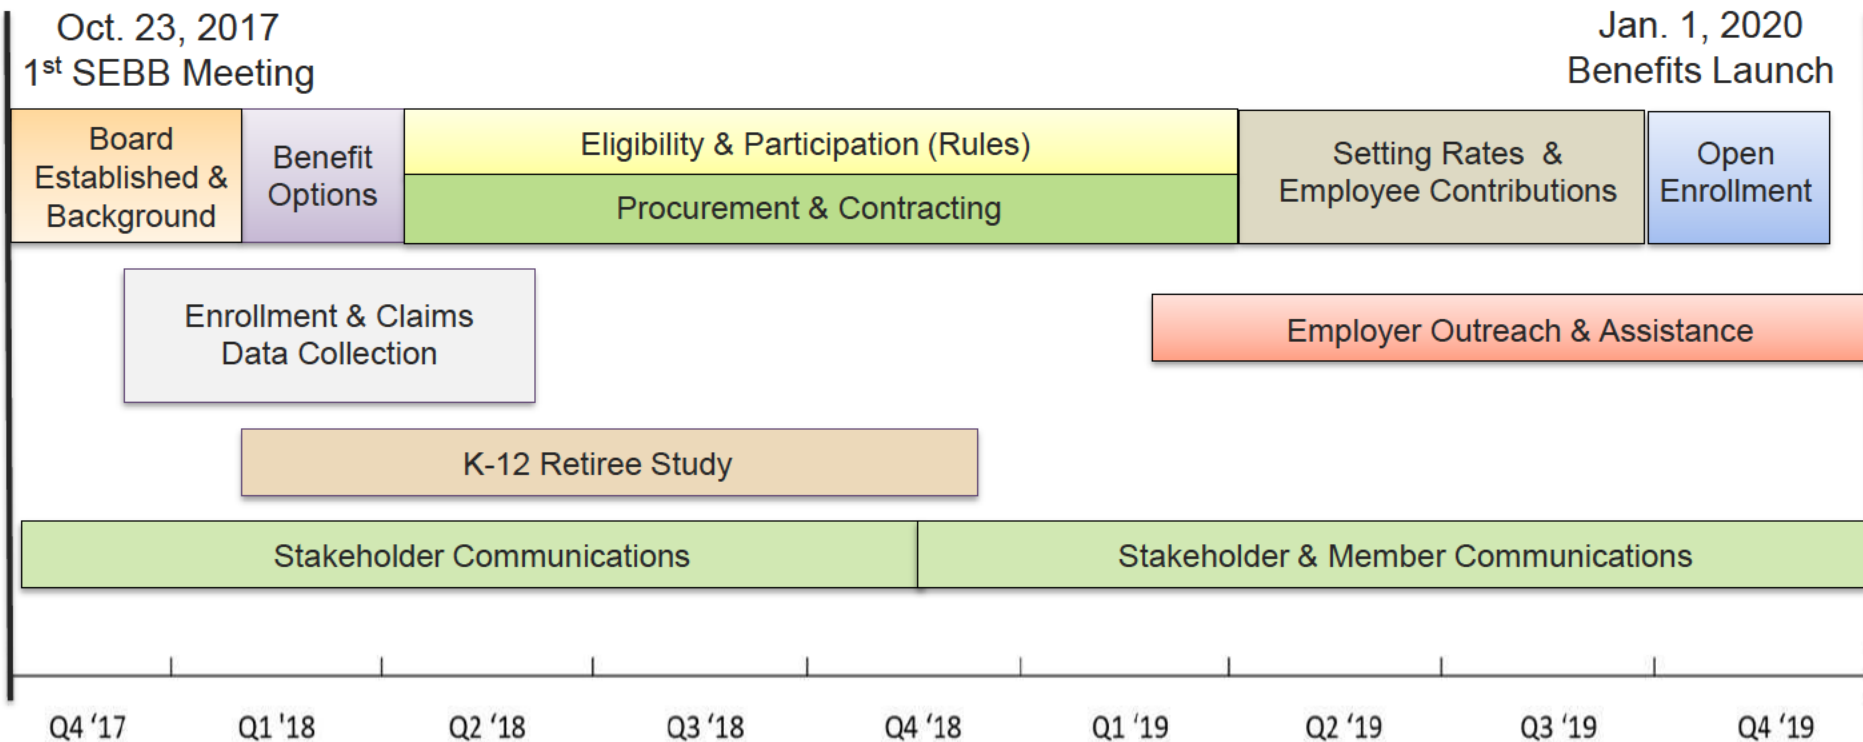 Oct. 23, 2017
1st SEBB Meeting
Jan. 1, 2020
Benefits Launch
Board
Established &
Background
Benefit
Options
Eligibility & Participation (Rules)
Procurement & Contracting
Setting Rates &
Employee Contributions
Open
Enrollment
Enrollment & Claims
Data Collection
Employer Outreach & Assistance
K-12 Retiree Study
Stakeholder Communications
Stakeholder & Member Communications
Q4 ‘17
Q1 '18
Q2 ‘18
Q3 ‘18
Q4 ‘18
Q1 ‘19
Q2 ‘19
Q3 ‘19
Q4 ‘19